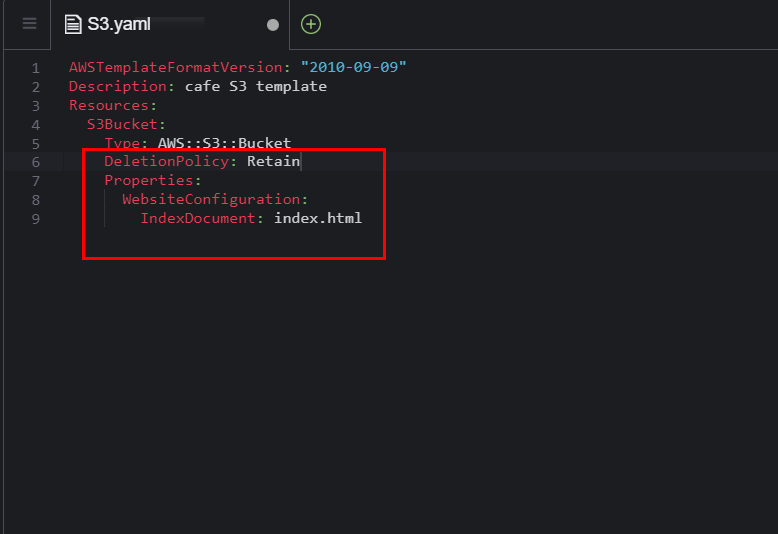 S3.yaml
1 AWSTemplateFormatVersion: "2010-09-09"
2 Description: cafe S3 template
3 Resources:
4 S3Bucket:
5 Type: AWS::S3::Bucket
6 DeletionPolicy: Retain
7 Properties:
8 WebsiteConfiguration:
9 IndexDocument: index.html